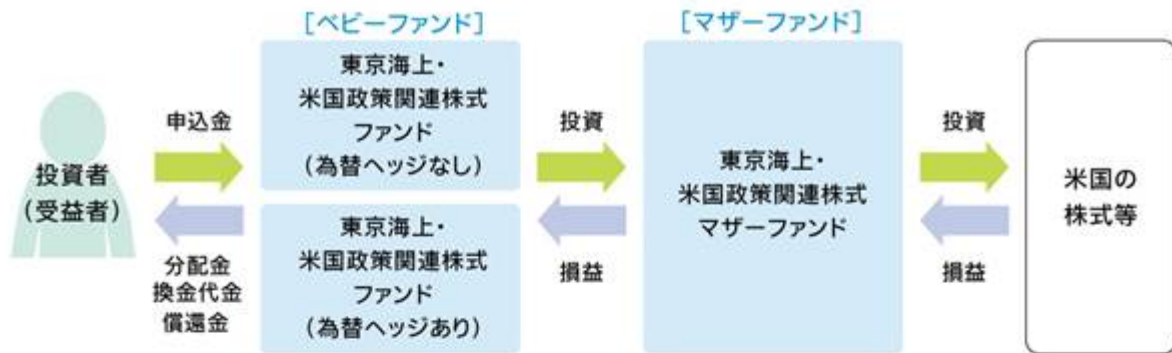 [ベビーファンド]
東京海上・
米国政策関連株式
ファンド
(為替ヘッジなし)
東京海上・
米国政策関連株式
ファンド
(為替ヘッジあり)
[マザーファンド]
東京海上・
米国政策関連株式
マザーファンド
投資者
(受益者)
申込金
分配金
換金代金
償還金
投資
損益
投資
損益
米国の
株式等